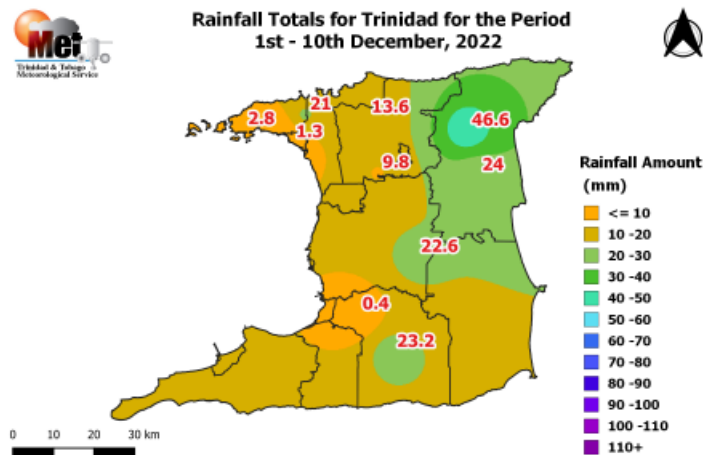 Rainfall Totals for Trinidad for the Period
1st - 10th December, 2022
Met
Trinidad & Tobago
Meteorological Service
2.8
21
1.3
13.6
46.6
9.8
24
22.6
0.4
23.2
Rainfall Amount
(mm)
<= 10
10 -20
20 -30
30 -40
40 -50
50 -60
60 -70
70 -80
80 -90
90 -100
100 -110
110+
0 10 20 30 km